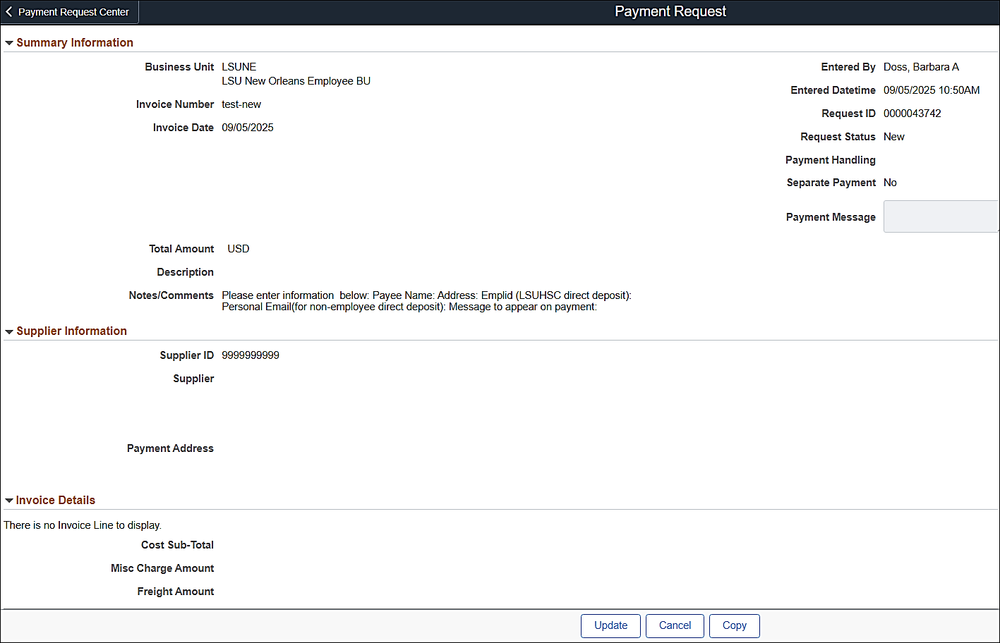 Payment Request Center
Payment Request
Summary Information
Business Unit LSUNE
LSU New Orleans Employee BU
Invoice Number test-new
Invoice Date 09/05/2025
Entered By Doss, Barbara A
Entered Datetime 09/05/2025 10:50AM
Request ID 0000043742
Request Status New
Payment Handling
Separate Payment No
Payment Message
Total Amount USD
Description
Notes/Comments Please enter information  below: Payee Name: Address: Emplid (LSUHSC direct deposit):
Personal Email(for non-employee direct deposit): Message to appear on payment:
Supplier Information
Supplier ID 9999999999
Supplier
Payment Address
Invoice Details
There is no Invoice Line to display.
Cost Sub-Total
Misc Charge Amount
Freight Amount
Update Cancel Copy